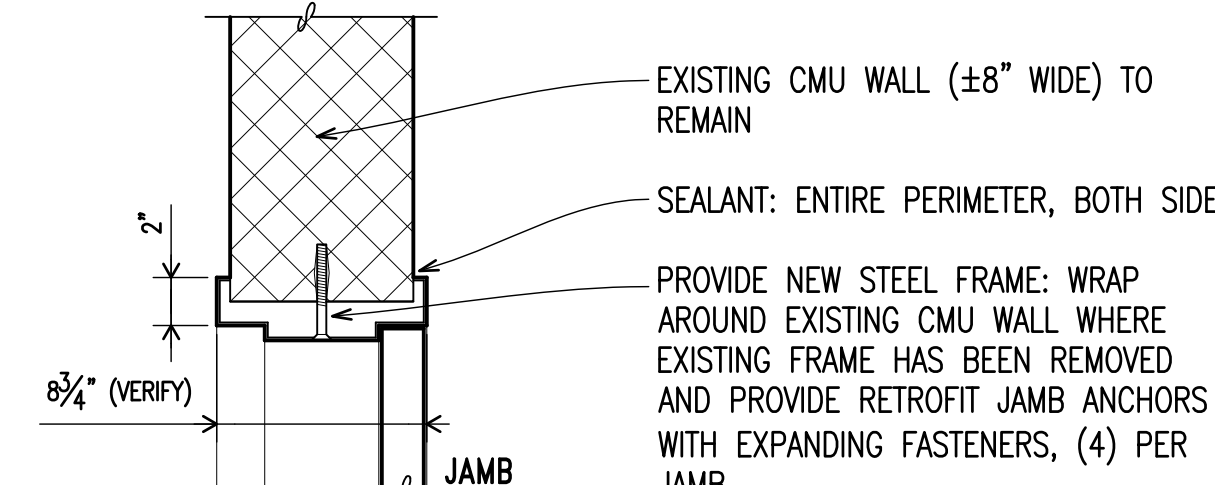 EXISTING CMU WALL (±8" WIDE) TO
REMAIN
2"
SEALANT: ENTIRE PERIMETER, BOTH SIDE
PROVIDE NEW STEEL FRAME: WRAP
AROUND EXISTING CMU WALL WHERE
EXISTING FRAME HAS BEEN REMOVED
AND PROVIDE RETROFIT JAMB ANCHORS
WITH EXPANDING FASTENERS, (4) PER
JAMB
8¾" (VERIFY)
JAMB